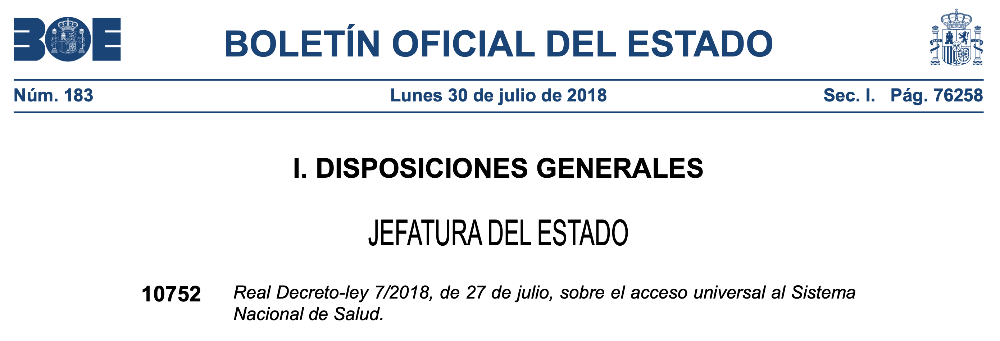 BOE
BOLETÍN OFICIAL DEL ESTADO
PLVS VLTRA
Núm. 183 Lunes 30 de julio de 2018 Sec. I. Pág. 76258
I. DISPOSICIONES GENERALES
JEFATURA DEL ESTADO
10752 Real Decreto-ley 7/2018, de 27 de julio, sobre el acceso universal al Sistema
Nacional de Salud.